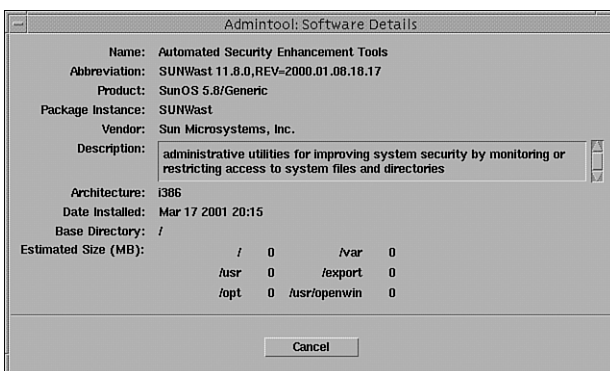 Admintool: Software Details
Name: Automated Security Enhancement Tools
Abbreviation: SUNWast 11.8.0,REV=2000.01.08.18.17
Product: SunOS 5.8/Generic
Package Instance: SUNWast
Vendor: Sun Microsystems, Inc.
Description: administrative utilities for improving system security by monitoring or
restricting access to system files and directories
Architecture: i386
Date Installed: Mar 17 2001 20:15
Base Directory: /
Estimated Size (MB): / 0 /var 0
/usr 0 /export 0
/opt 0 /usr/openwin 0
Cancel